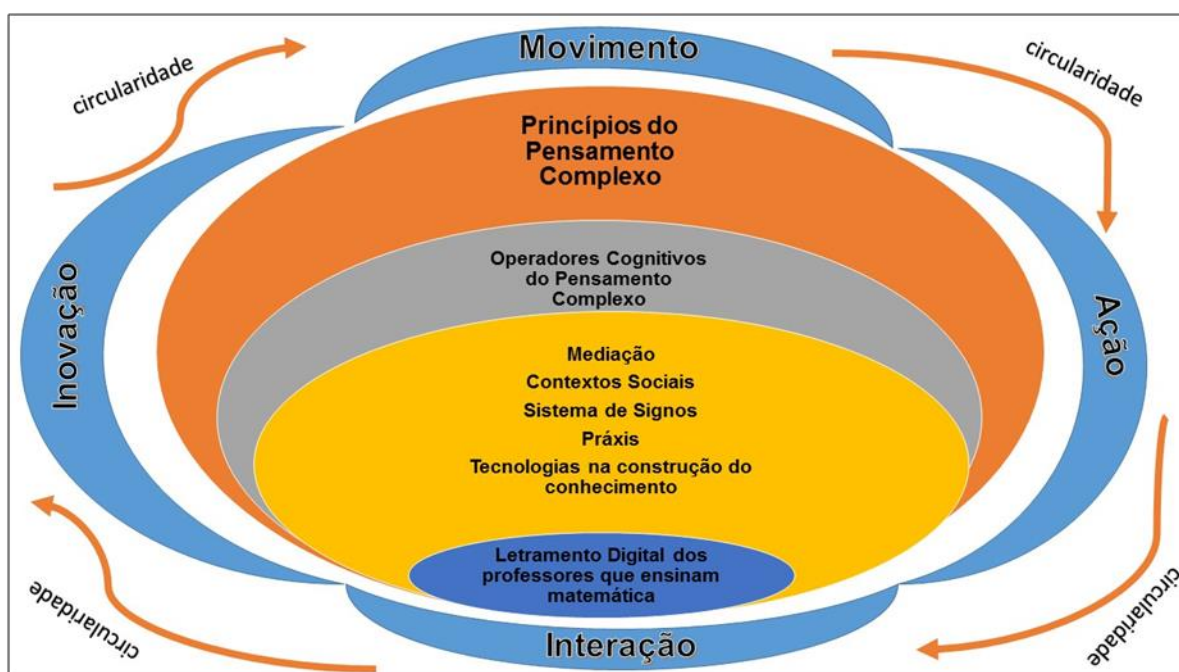 Movimento
circularidade
circularidade
Princípios do
Pensamento
Complexo
Operadores Cognitivos
do Pensamento
Complexo
Inovação
Ação
Mediação
Contextos Sociais
Sistema de Signos
Práxis
Tecnologias na construção do
conhecimento
Letramento Digital dos
professores que ensinam
matemática
circularidade
circularidade
Interação